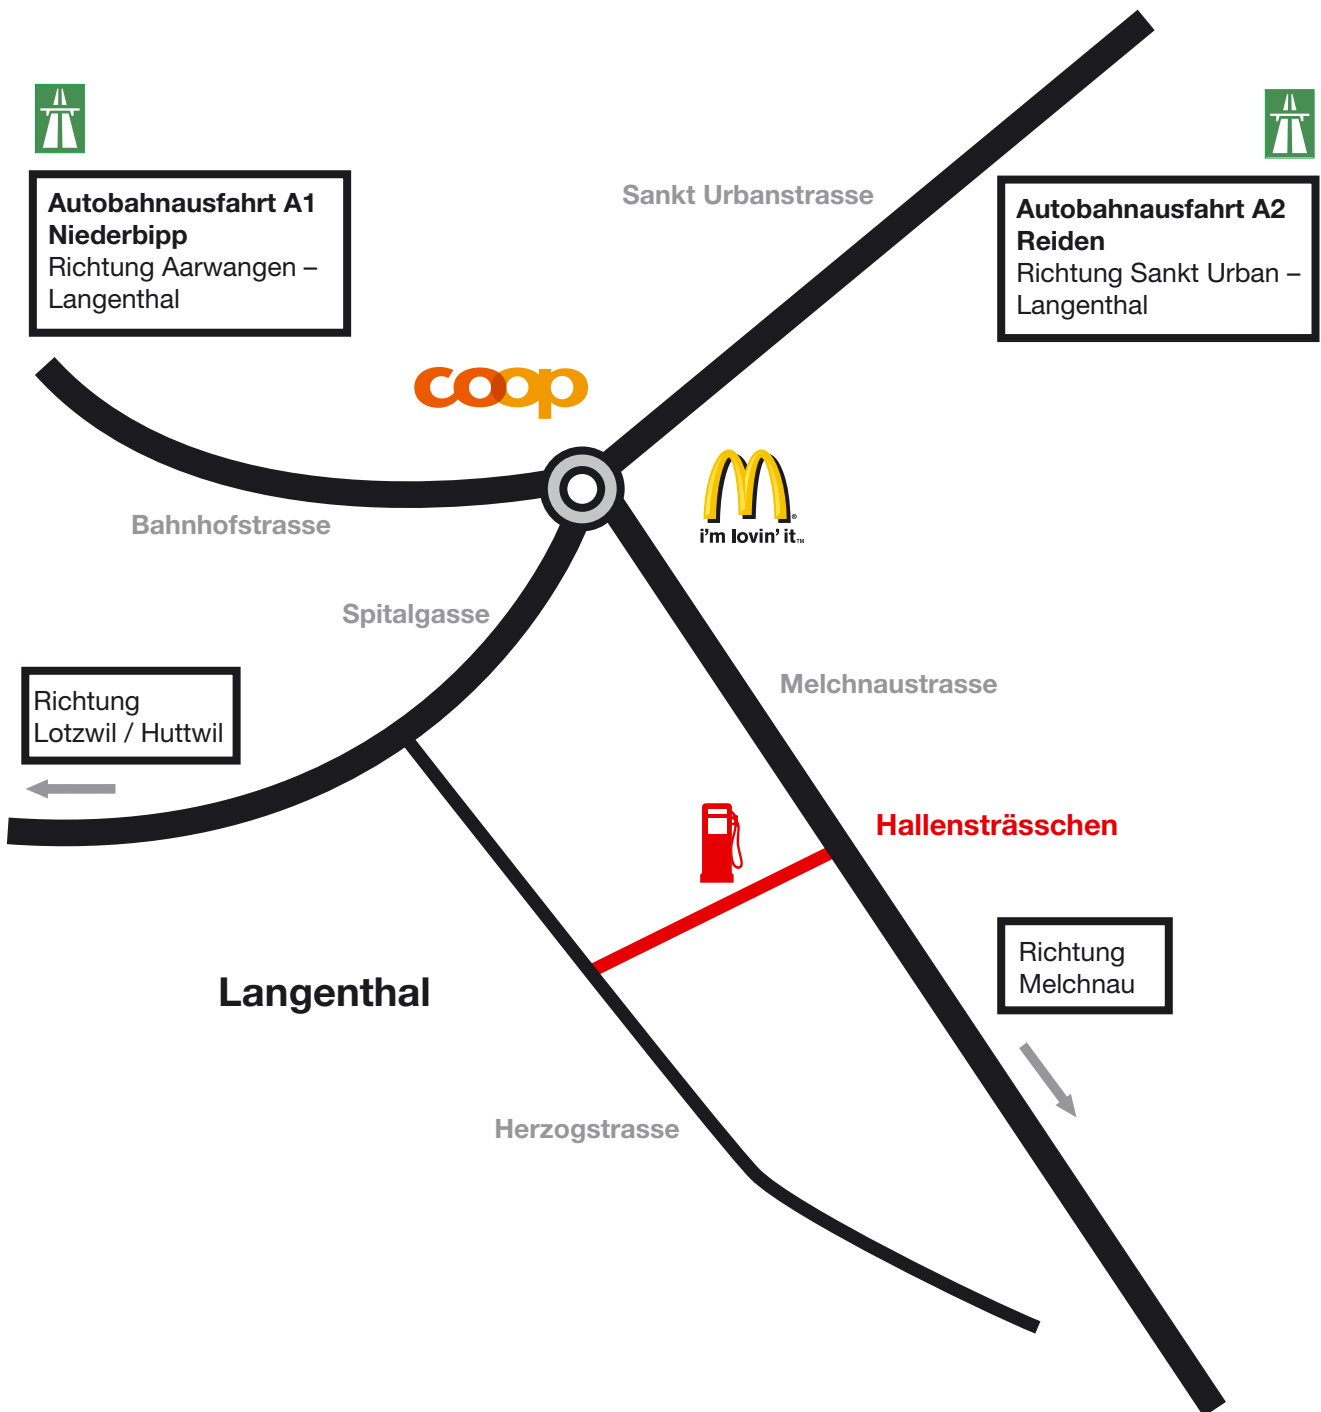 Sankt Urbanstrasse
Autobahnausfahrt A1
Niederbipp
Richtung Aarwangen –
Langenthal
Autobahnausfahrt A2
Reiden
Richtung Sankt Urban –
Langenthal
coop
i'm lovin' it™
®
Bahnhofstrasse
Spitalgasse
Richtung
Lotzwil / Huttwil
Melchnaustrasse
Hallensträsschen
Richtung
Melchnau
Langenthal
Herzogstrasse